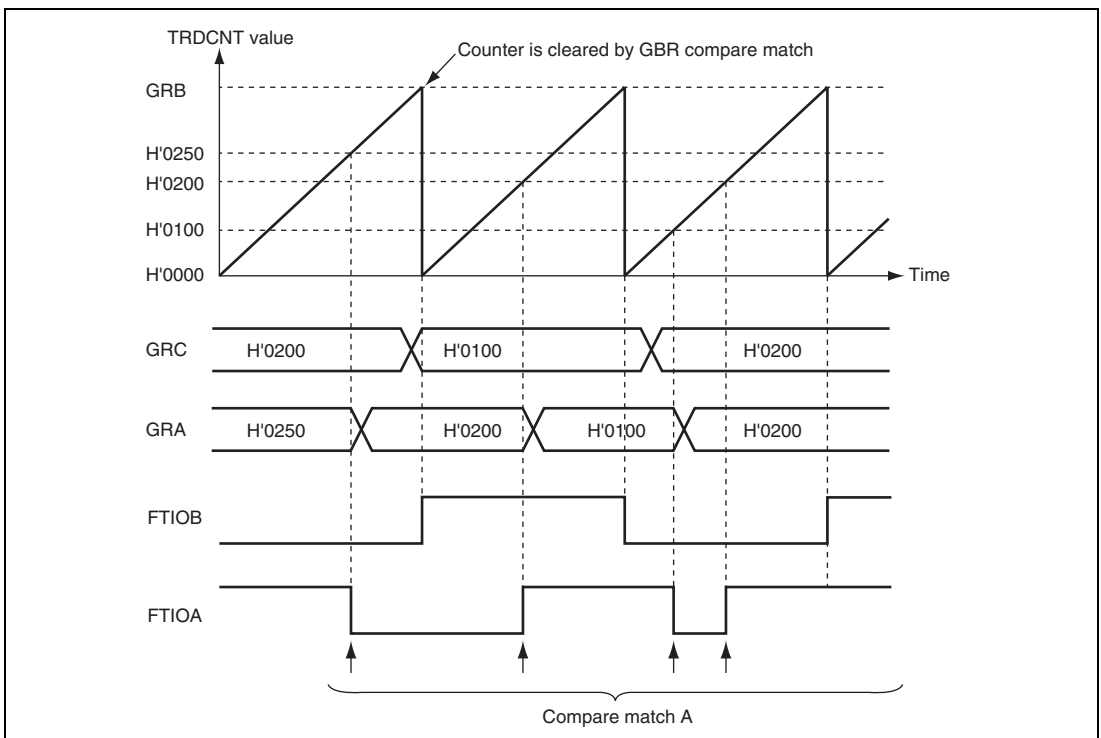 TRDCNT value
Counter is cleared by GBR compare match
GRB
H'0250
H'0200
H'0100
H'0000
Time
GRC H'0200 H'0100 H'0200
GRA H'0250 H'0200 H'0100 H'0200
FTIOB
FTIOA
Compare match A